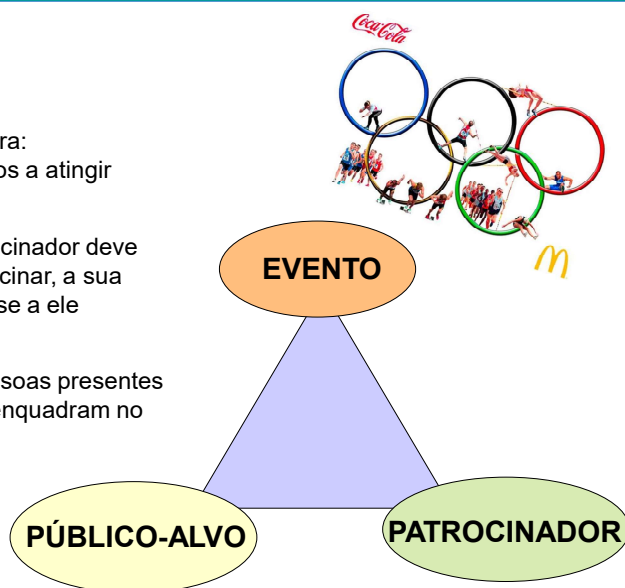 Coca-Cola
ra:
os a atingir
cinador deve
cinar, a sua
se a ele
soas presentes
enquadram no
EVENTO
PÚBLICO-ALVO
PATROCINADOR